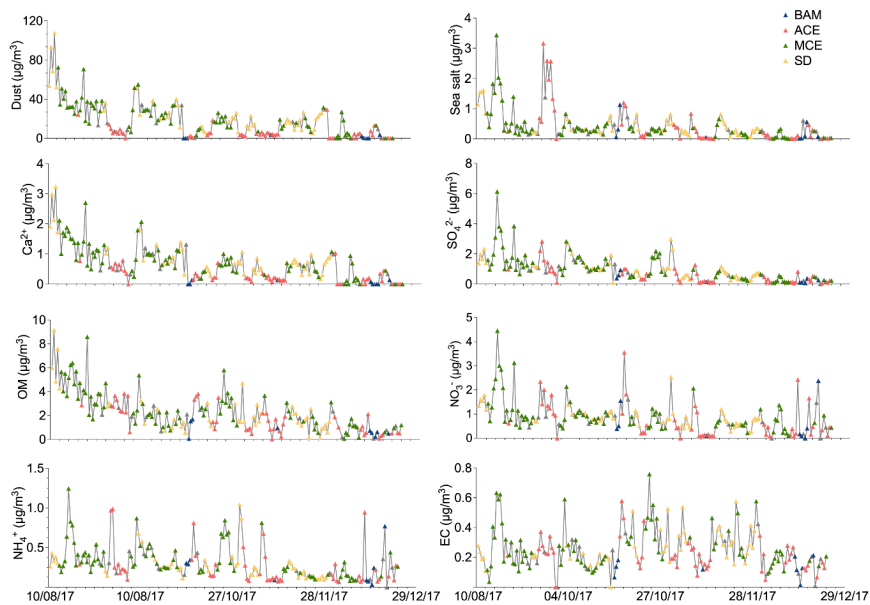 BAM
ACE
MCE
SD
Dust (µg/m³)
120
80
40
0
Sea salt (µg/m³)
4
3
2
1
0
Ca²⁺ (µg/m³)
4
3
2
1
0
SO₄²⁻ (µg/m³)
8
6
4
2
0
OM (µg/m³)
10
8
6
4
2
0
NO₃⁻ (µg/m³)
5
4
3
2
1
0
NH₄⁺ (µg/m³)
1.5
1.0
0.5
EC (µg/m³)
0.8
0.6
0.4
0.2
10/08/17 10/08/17 27/10/17 28/11/17 29/12/17
10/08/17 04/10/17 27/10/17 28/11/17 29/12/17